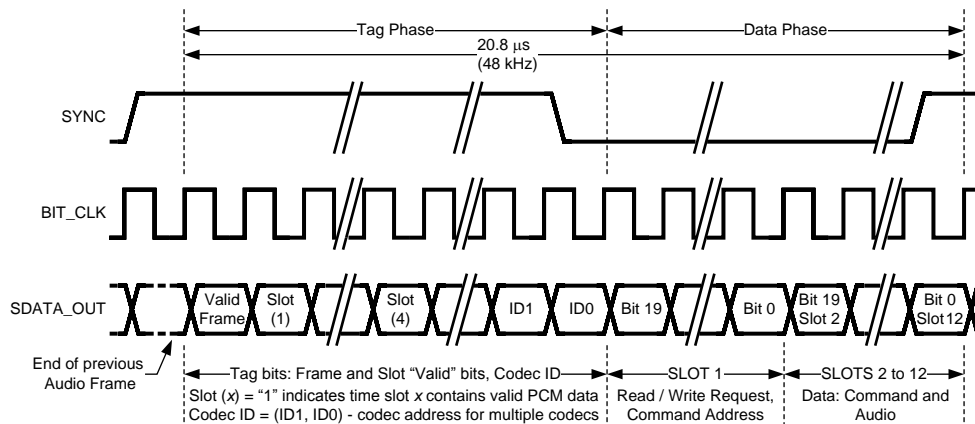 Tag Phase
Data Phase
20.8 μs
(48 kHz)
SYNC
BIT_CLK
SDATA_OUT
Valid
Frame
Slot
(1)
Slot
(4)
ID1
ID0
Bit 19
Bit 0
Bit 19
Slot 2
Bit 0
Slot12
End of previous
Audio Frame
Tag bits: Frame and Slot “Valid” bits, Codec ID
Slot (x) = “1” indicates time slot x contains valid PCM data
Codec ID = (ID1, ID0) - codec address for multiple codecs
SLOT 1
Read / Write Request,
Command Address
SLOTS 2 to 12
Data: Command and
Audio